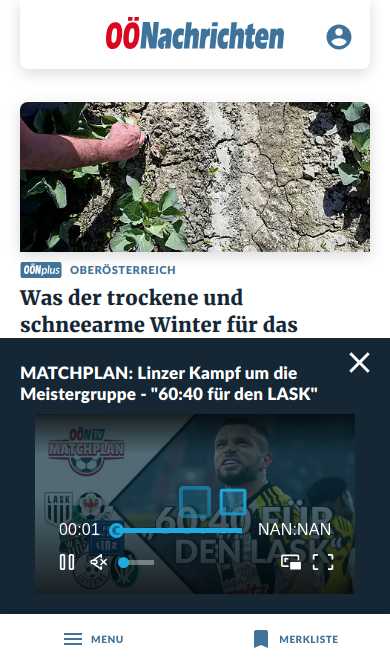 OÖNachrichten
OÖNplus OBERÖSTERREICH
Was der trockene und
schneearme Winter für das
MATCHPLAN: Linzer Kampf um die
Meistergruppe - "60:40 für den LASK"
OÖN TV
MATCHPLAN
LASK
"60:40 FÜR
DEN LASK"
00:01
NAN:NAN
MENU
MERKLISTE